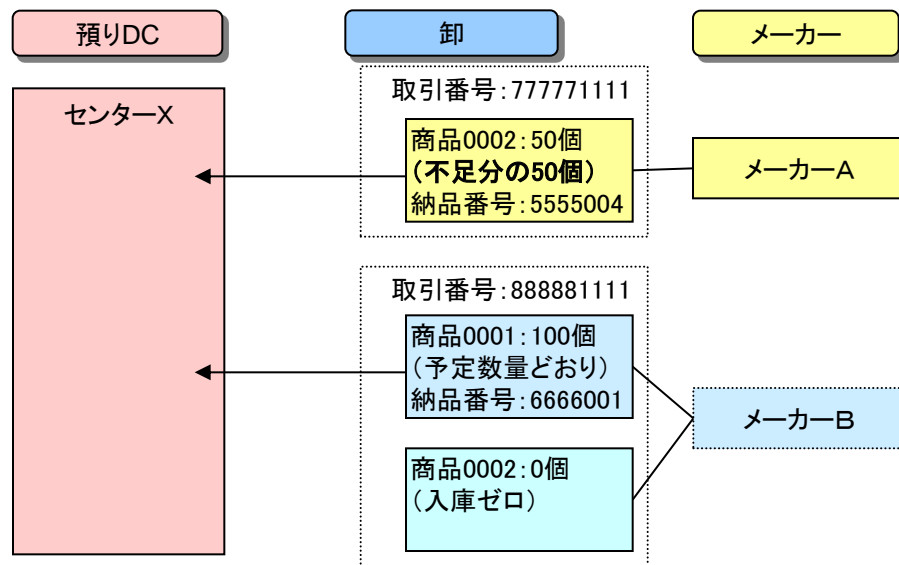 預りDC
卸
メーカー
センターX
取引番号:777771111
商品0002:50個
(不足分の50個)
納品番号:5555004
メーカーA
取引番号:888881111
商品0001:100個
(予定数量どおり)
納品番号:6666001
メーカーB
商品0002:0個
(入庫ゼロ)